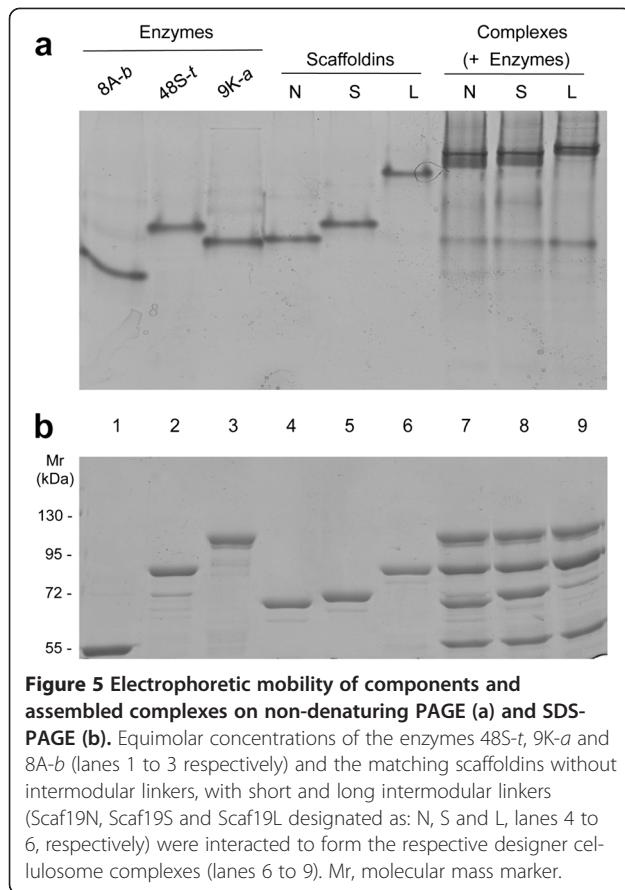 a
Enzymes
Scaffoldins
Complexes
(+ Enzymes)
8A-b
48S-t
9K-a
N
S
L
N
S
L
b
1 2 3 4 5 6 7 8 9
Mr
(kDa)
130 -
95 -
72 -
55 -
Figure 5 Electrophoretic mobility of components and
assembled complexes on non-denaturing PAGE (a) and SDS-
PAGE (b). Equimolar concentrations of the enzymes 48S-t, 9K-a and
8A-b (lanes 1 to 3 respectively) and the matching scaffoldins without
intermodular linkers, with short and long intermodular linkers
(Scaf19N, Scaf19S and Scaf19L designated as: N, S and L, lanes 4 to
6, respectively) were interacted to form the respective designer cel-
lulosome complexes (lanes 6 to 9). Mr, molecular mass marker.